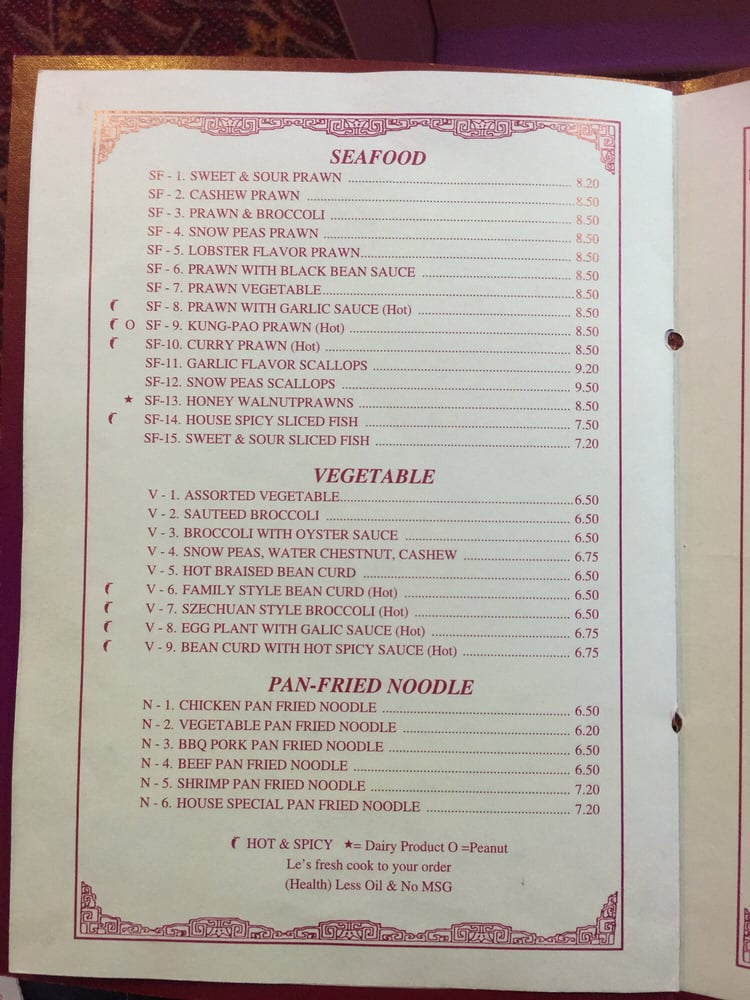 SEAFOOD
SF - 1. SWEET & SOUR PRAWN 8.20
SF - 2. CASHEW PRAWN 8.50
SF - 3. PRAWN & BROCCOLI 8.50
SF - 4. SNOW PEAS PRAWN 8.50
SF - 5. LOBSTER FLAVOR PRAWN 8.50
SF - 6. PRAWN WITH BLACK BEAN SAUCE 8.50
SF - 7. PRAWN VEGETABLE 8.50
SF - 8. PRAWN WITH GARLIC SAUCE (Hot) 8.50
O SF - 9. KUNG-PAO PRAWN (Hot) 8.50
SF-10. CURRY PRAWN (Hot) 8.50
SF-11. GARLIC FLAVOR SCALLOPS 9.20
SF-12. SNOW PEAS SCALLOPS 9.50
★ SF-13. HONEY WALNUTPRAWNS 8.50
SF-14. HOUSE SPICY SLICED FISH 7.50
SF-15. SWEET & SOUR SLICED FISH 7.20
VEGETABLE
V - 1. ASSORTED VEGETABLE 6.50
V - 2. SAUTEED BROCCOLI 6.50
V - 3. BROCCOLI WITH OYSTER SAUCE 6.50
V - 4. SNOW PEAS, WATER CHESTNUT, CASHEW 6.75
V - 5. HOT BRAISED BEAN CURD 6.50
V - 6. FAMILY STYLE BEAN CURD (Hot) 6.50
V - 7. SZECHUAN STYLE BROCCOLI (Hot) 6.50
V - 8. EGG PLANT WITH GALIC SAUCE (Hot) 6.75
V - 9. BEAN CURD WITH HOT SPICY SAUCE (Hot) 6.75
PAN-FRIED NOODLE
N - 1. CHICKEN PAN FRIED NOODLE 6.50
N - 2. VEGETABLE PAN FRIED NOODLE 6.20
N - 3. BBQ PORK PAN FRIED NOODLE 6.50
N - 4. BEEF PAN FRIED NOODLE 6.50
N - 5. SHRIMP PAN FRIED NOODLE 7.20
N - 6. HOUSE SPECIAL PAN FRIED NOODLE 7.20
HOT & SPICY ★= Dairy Product O =Peanut
Le's fresh cook to your order
(Health) Less Oil & No MSG